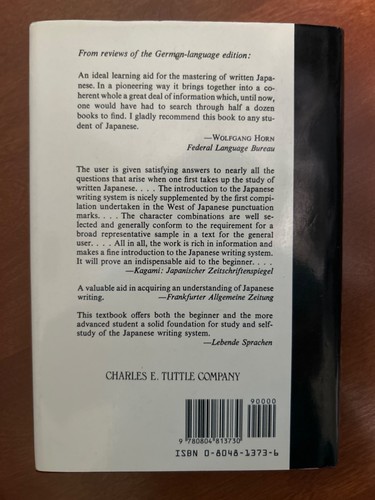 From reviews of the German-language edition:
An ideal learning aid for the mastering of written Japa-
nese. In a pioneering way it brings together into a co-
herent whole a great deal of information which, until now,
one would have had to search through half a dozen
books to find. I gladly recommend this book to any stu-
dent of Japanese.
—WOLFGANG HORN
Federal Language Bureau
The user is given satisfying answers to nearly all the
questions that arise when one first takes up the study of
written Japanese. . . . The introduction to the Japanese
writing system is nicely supplemented by the first compi-
lation undertaken in the West of Japanese punctuation
marks. . . . The character combinations are well se-
lected and generally conform to the requirement for a
broad representative sample in a text for the general
user. . . . All in all, the work is rich in information and
makes a fine introduction to the Japanese writing system.
It will prove an indispensable aid to the beginner. . . .
—Kagami: Japanischer Zeitschriftenspiegel
A valuable aid in acquiring an understanding of Japanese
writing. —Frankfurter Allgemeine Zeitung
This textbook offers both the beginner and the more
advanced student a solid foundation for study and self-
study of the Japanese writing system.
—Lebende Sprachen
CHARLES E. TUTTLE COMPANY
90000
9 780804 813730
ISBN 0-8048-1373-6